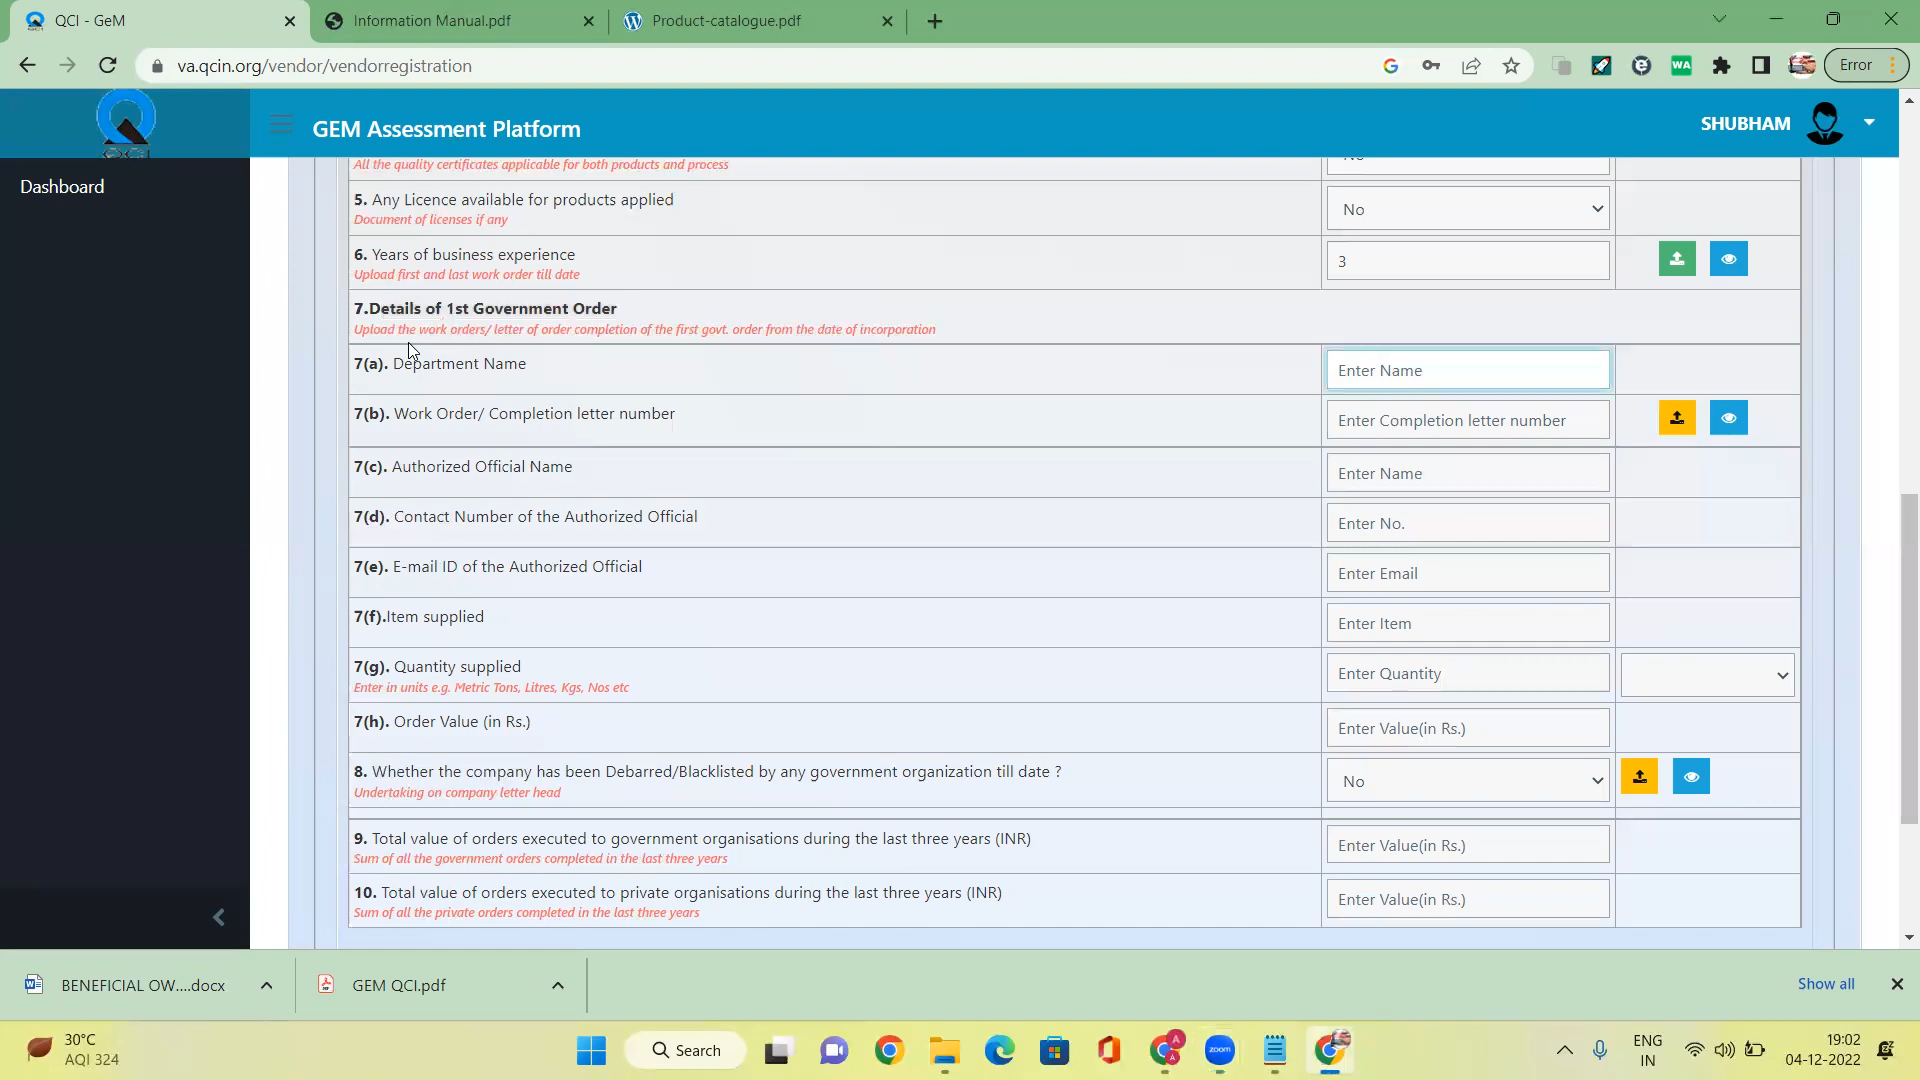 QCI - GeM
Information Manual.pdf
Product-catalogue.pdf
va.qcin.org/vendor/vendorregistration
WA
Error
QCI
GEM Assessment Platform
SHUBHAM
Dashboard
All the quality certificates applicable for both products and process
No
5. Any Licence available for products applied
No
Document of licenses if any
6. Years of business experience
3
Upload first and last work order till date
7.Details of 1st Government Order
Upload the work orders/ letter of order completion of the first govt. order from the date of incorporation
7(a). Department Name
Enter Name
7(b). Work Order/ Completion letter number
Enter Completion letter number
7(c). Authorized Official Name
Enter Name
7(d). Contact Number of the Authorized Official
Enter No.
7(e). E-mail ID of the Authorized Official
Enter Email
7(f).Item supplied
Enter Item
7(g). Quantity supplied
Enter Quantity
Enter in units e.g. Metric Tons, Litres, Kgs, Nos etc
7(h). Order Value (in Rs.)
Enter Value(in Rs.)
8. Whether the company has been Debarred/Blacklisted by any government organization till date ?
No
Undertaking on company letter head
9. Total value of orders executed to government organisations during the last three years (INR)
Enter Value(in Rs.)
Sum of all the government orders completed in the last three years
10. Total value of orders executed to private organisations during the last three years (INR)
Enter Value(in Rs.)
Sum of all the private orders completed in the last three years
BENEFICIAL OW....docx
GEM QCI.pdf
Show all
30°C
AQI 324
Search
zoom
ENG
IN
19:02
04-12-2022